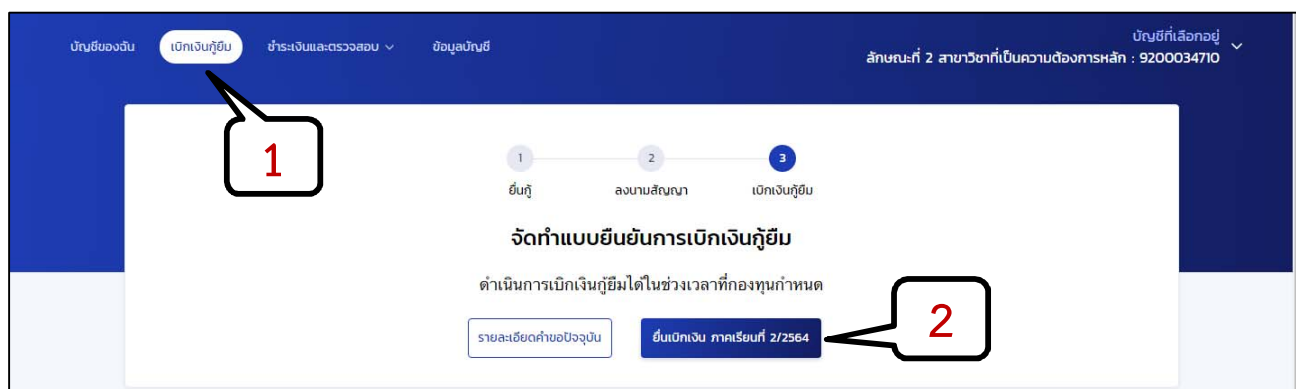 บัญชีของฉัน เบิกเงินกู้ยืม ชำระเงินและตรวจสอบ ข้อมูลบัญชี
บัญชีที่เลือกอยู่
ลักษณะที่ 2 สาขาวิชาที่เป็นความต้องการหลัก : 9200034710
1
1 2 3
ยื่นกู้ ลงนามสัญญา เบิกเงินกู้ยืม
จัดทำแบบยืนยันการเบิกเงินกู้ยืม
ดำเนินการเบิกเงินกู้ยืมได้ในช่วงเวลาที่กองทุนกำหนด
รายละเอียดคำขอปัจจุบัน ยื่นเบิกเงิน ภาคเรียนที่ 2/2564
2